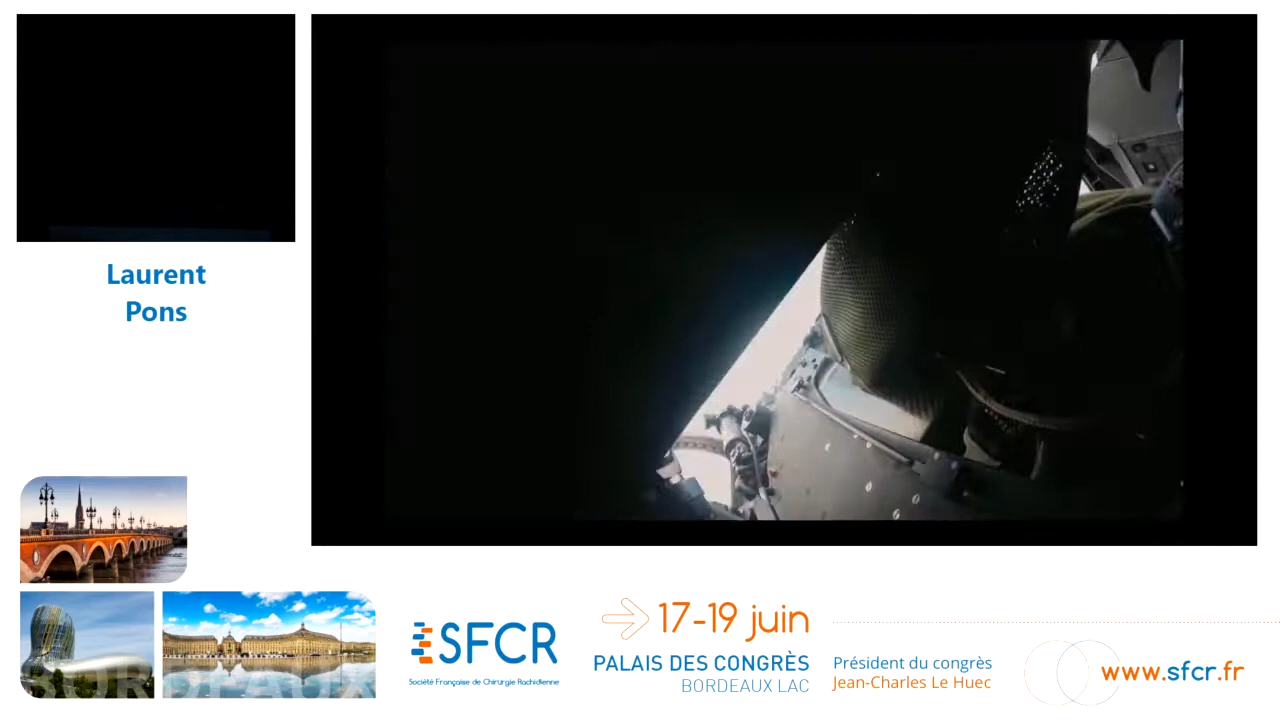 Laurent
Pons
BORDEAUX
SFCR
Société Française de Chirurgie Rachidienne
17-19 juin
PALAIS DES CONGRÈS
BORDEAUX LAC
Président du congrès
Jean-Charles Le Huec
www.sfcr.fr